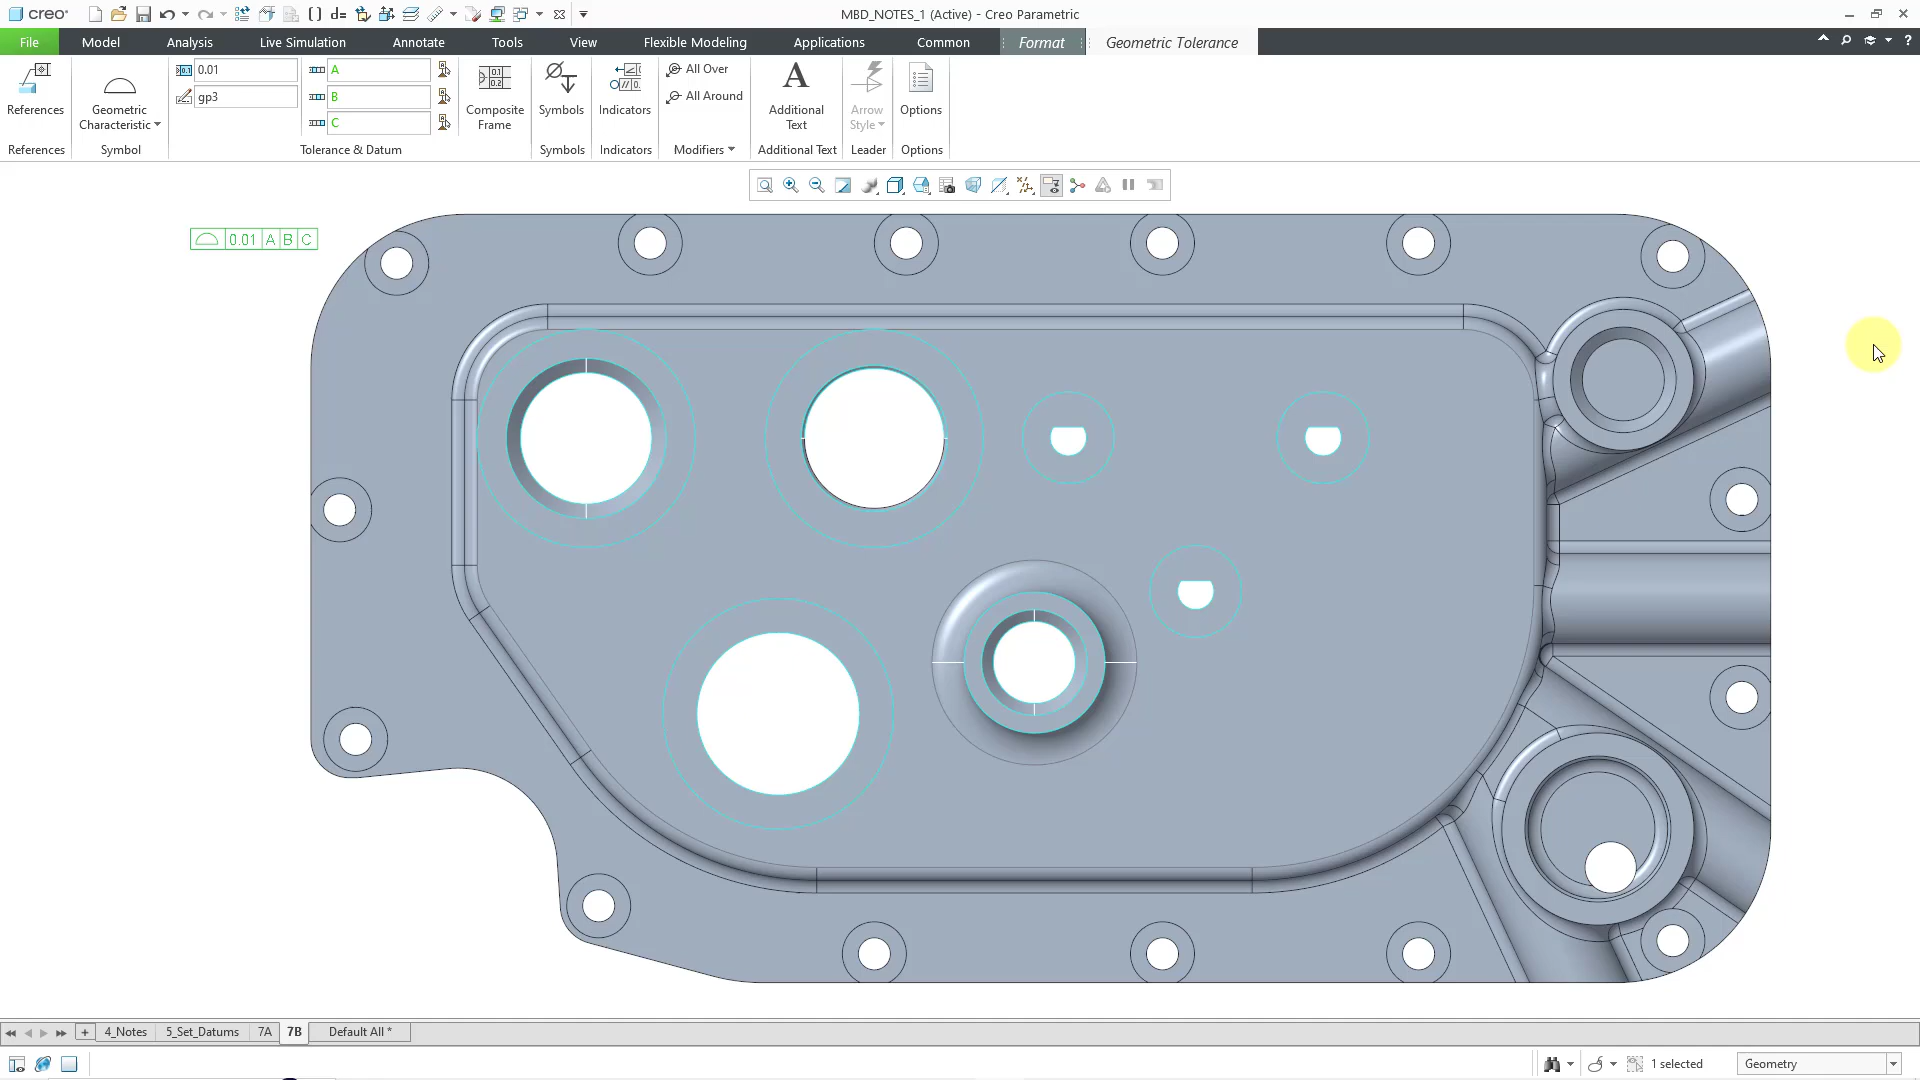 creo
d=
MBD_NOTES_1 (Active) - Creo Parametric
File
Model
Analysis
Live Simulation
Annotate
Tools
View
Flexible Modeling
Applications
Common
Format
Geometric Tolerance
?
References
Geometric
Characteristic
0.01
gp3
A
B
C
Composite
Frame
Symbols
Indicators
All Over
All Around
A
Additional
Text
Arrow
Style
Options
References
Symbol
Tolerance & Datum
Symbols
Indicators
Modifiers
Additional Text
Leader
Options
0.01 A B C
4_Notes
5_Set_Datums
7A
7B
Default All *
1 selected
Geometry